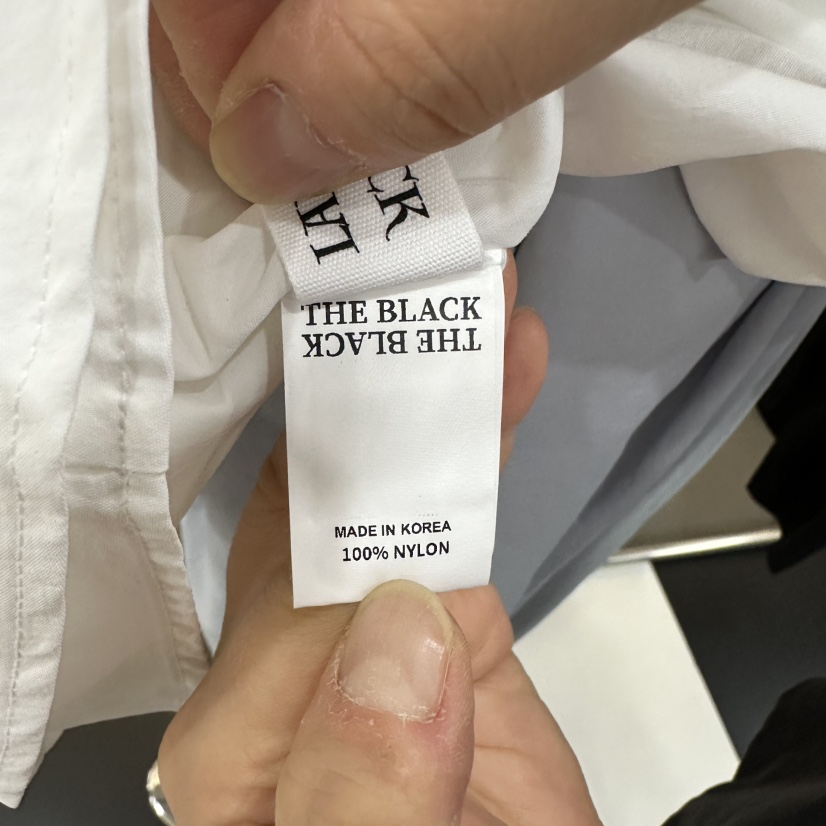 THE BLACK
THE BLACK
MADE IN KOREA
100% NYLON